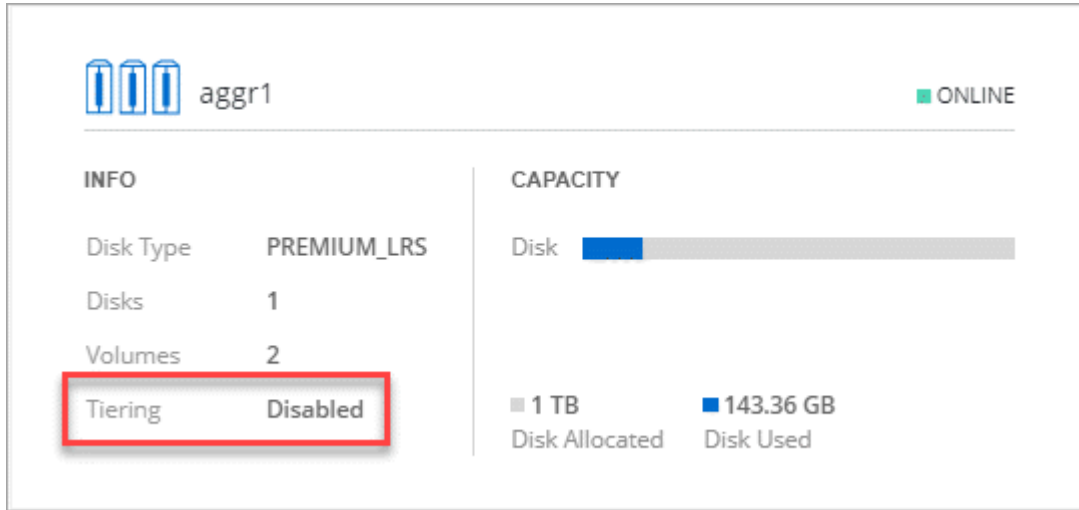 aggr1
ONLINE
INFO
Disk Type PREMIUM_LRS
Disks 1
Volumes 2
Tiering Disabled
CAPACITY
Disk
1 TB 143.36 GB
Disk Allocated Disk Used